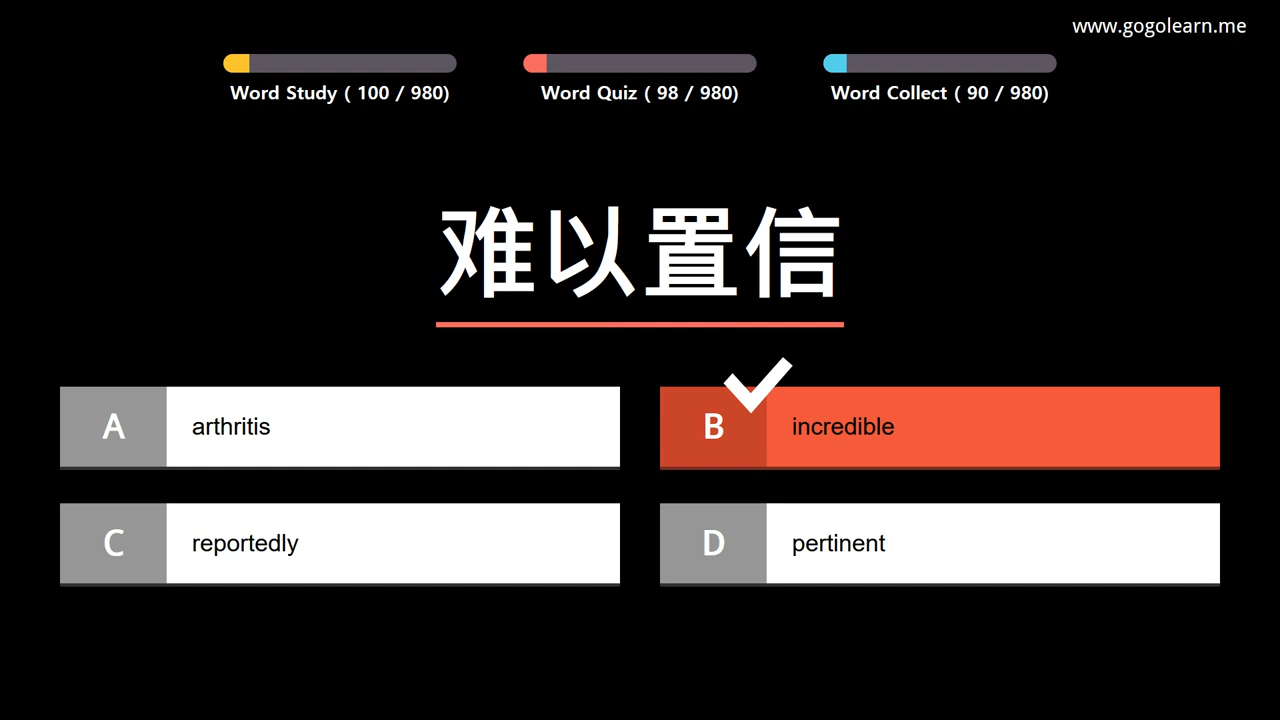 www.gogolearn.me
Word Study ( 100 / 980)
Word Quiz ( 98 / 980)
Word Collect ( 90 / 980)
难以置信
A arthritis
B incredible
C reportedly
D pertinent